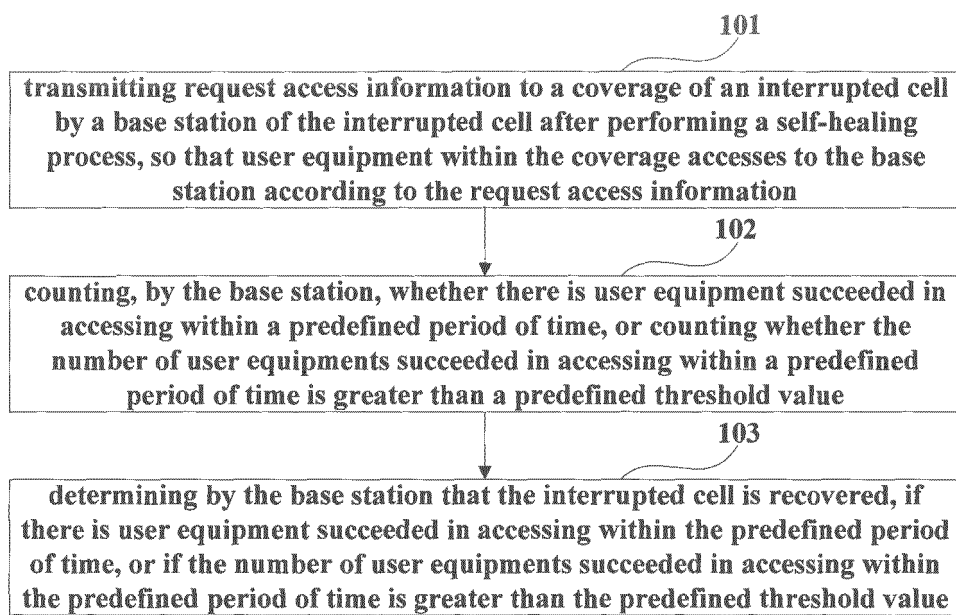 101
transmitting request access information to a coverage of an interrupted cell
by a base station of the interrupted cell after performing a self-healing
process, so that user equipment within the coverage accesses to the base
station according to the request access information
102
counting, by the base station, whether there is user equipment succeeded in
accessing within a predefined period of time, or counting whether the
number of user equipments succeeded in accessing within a predefined
period of time is greater than a predefined threshold value
103
determining by the base station that the interrupted cell is recovered, if
there is user equipment succeeded in accessing within the predefined period
of time, or if the number of user equipments succeeded in accessing within
the predefined period of time is greater than the predefined threshold value